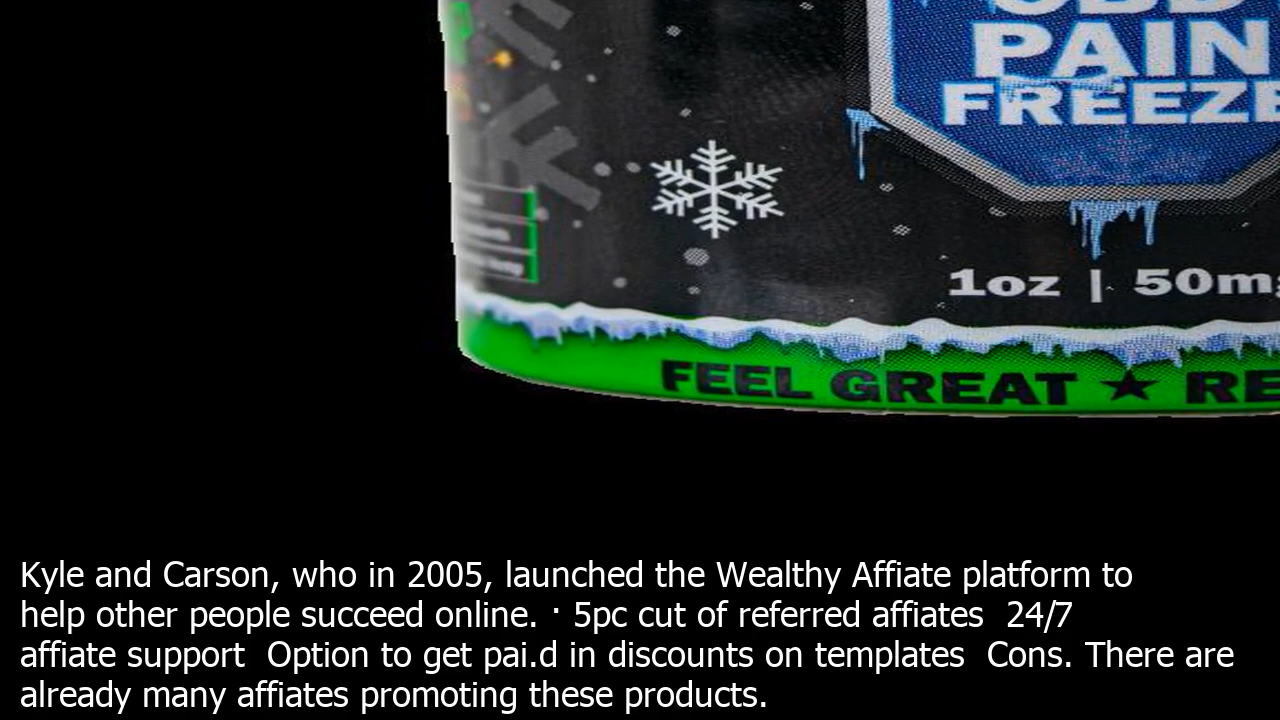 CBD
PAIN
FREEZE
1oz | 50mg
FEEL GREAT ★ RE
Kyle and Carson, who in 2005, launched the Wealthy Affiate platform to
help other people succeed online. · 5pc cut of referred affiates 24/7
affiate support Option to get pai.d in discounts on templates Cons. There are
already many affiates promoting these products.